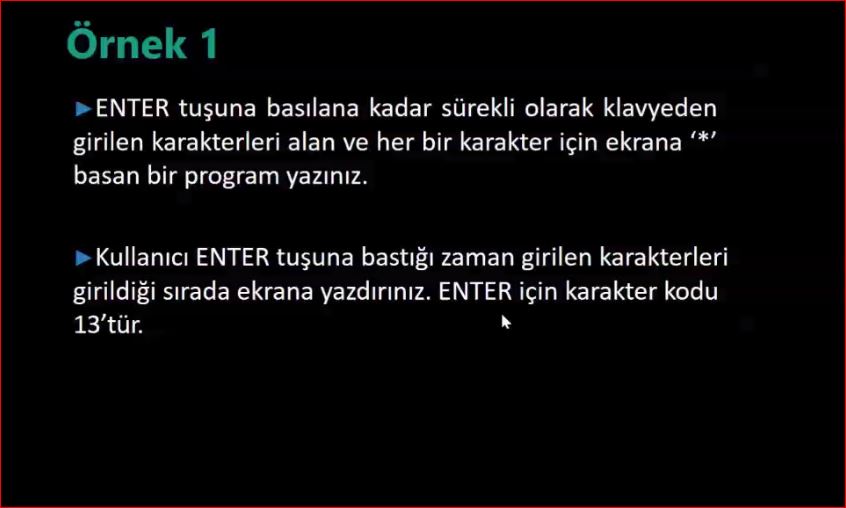 Örnek 1
►ENTER tuşuna basılana kadar sürekli olarak klavyeden
girilen karakterleri alan ve her bir karakter için ekrana ‘*’
basan bir program yazınız.
►Kullanıcı ENTER tuşuna bastığı zaman girilen karakterleri
girildiği sırada ekrana yazdırınız. ENTER için karakter kodu
13’tür.